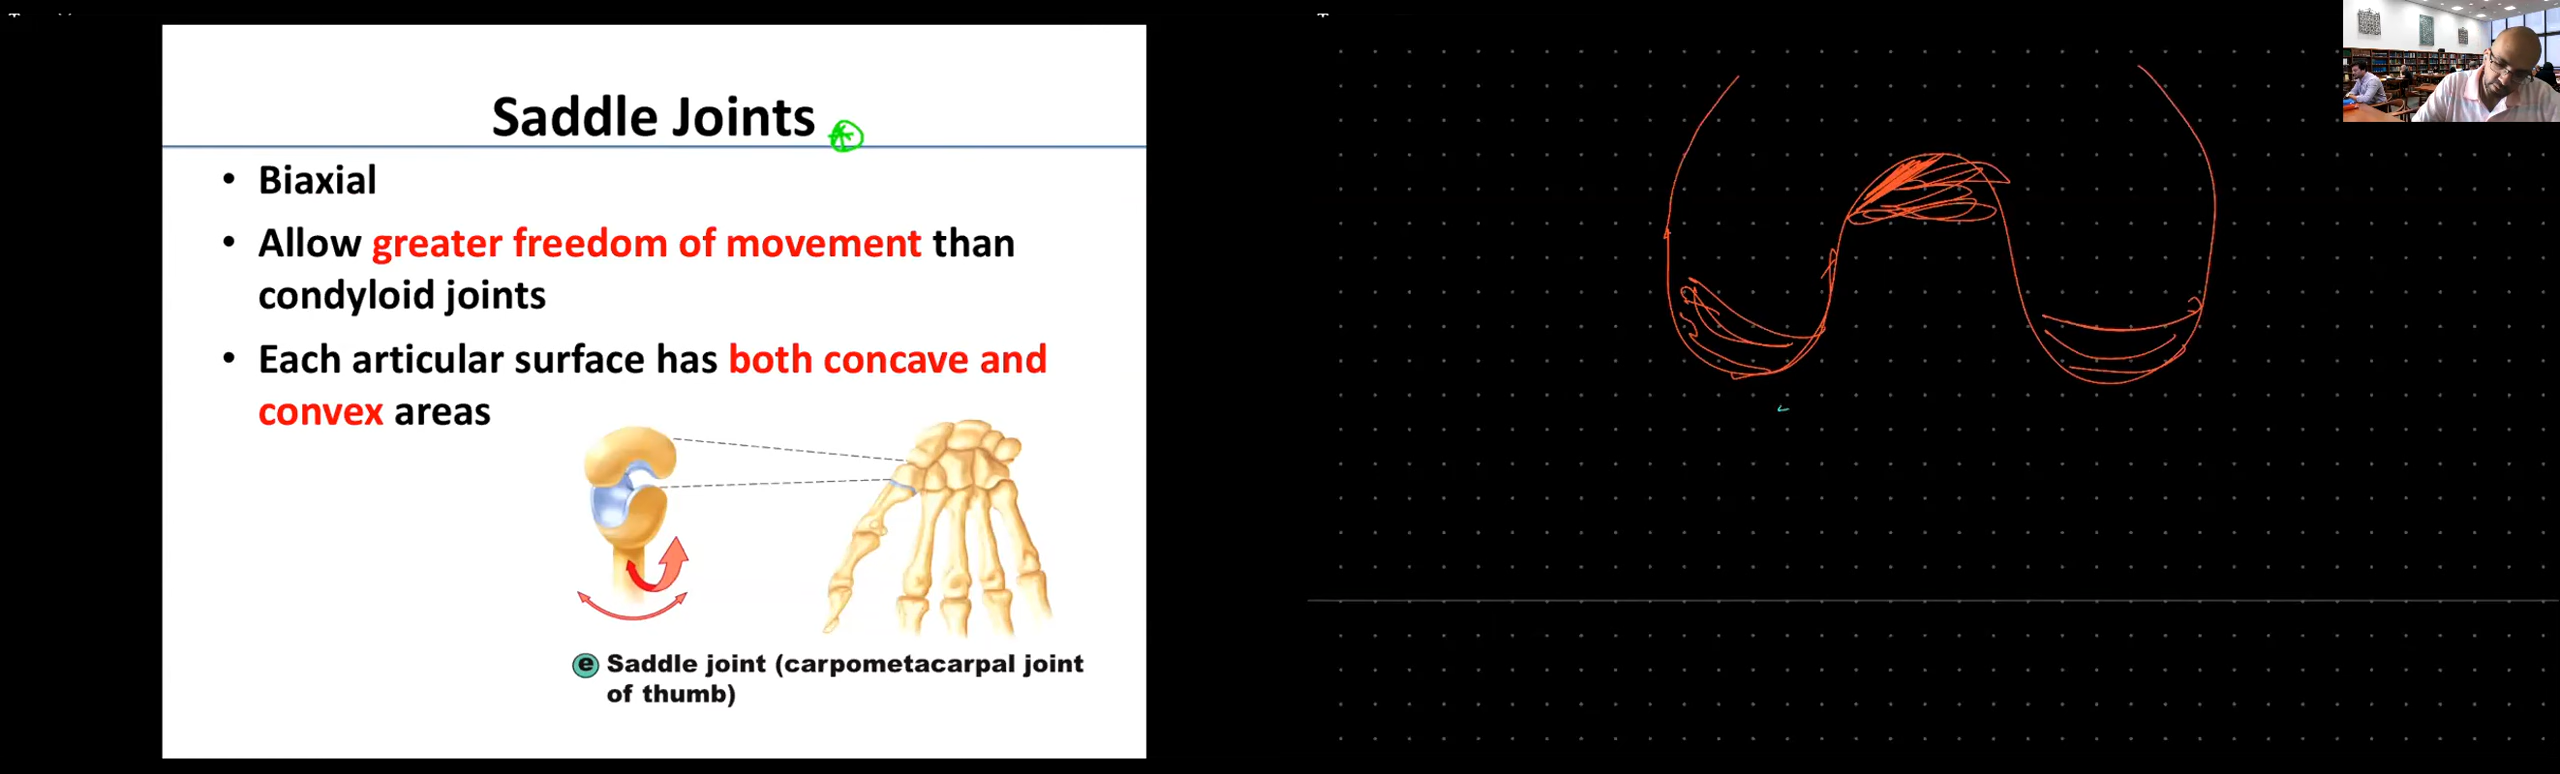 Saddle Joints
• Biaxial
• Allow greater freedom of movement than
condyloid joints
• Each articular surface has both concave and
convex areas
e Saddle joint (carpometacarpal joint
of thumb)